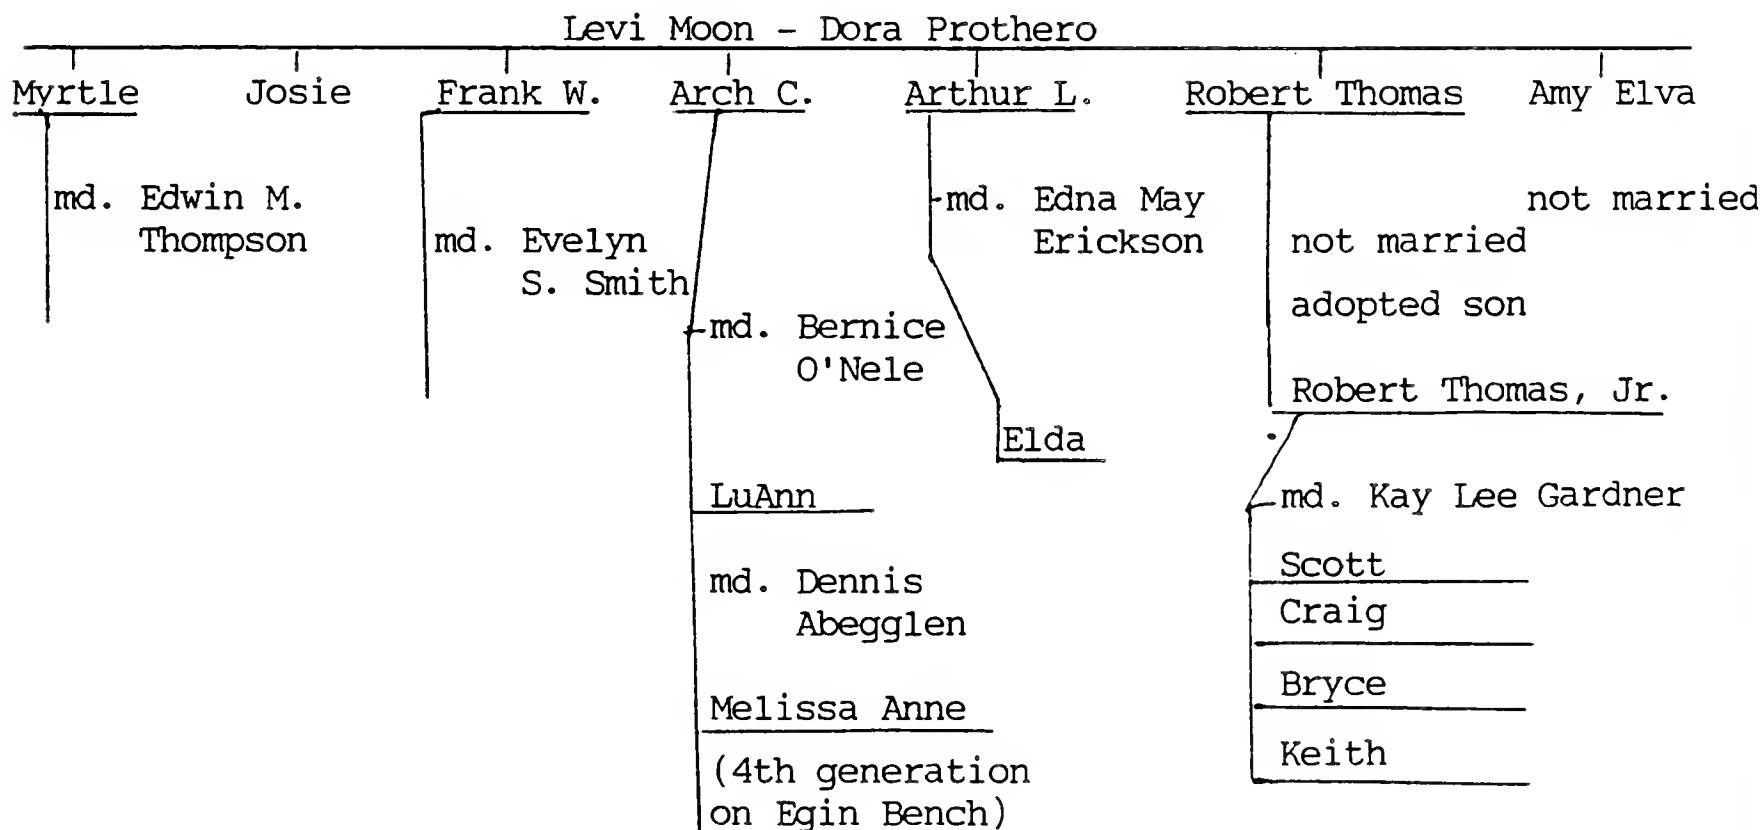 Levi Moon - Dora Prothero
Myrtle Josie Frank W. Arch C. Arthur L. Robert Thomas Amy Elva
md. Edwin M.
Thompson
md. Evelyn
S. Smith
md. Bernice
O'Nele
LuAnn
md. Dennis
Abegglen
Melissa Anne
(4th generation
on Egin Bench)
md. Edna May
Erickson
Elda
not married
adopted son
Robert Thomas, Jr.
md. Kay Lee Gardner
Scott
Craig
Bryce
Keith
not married